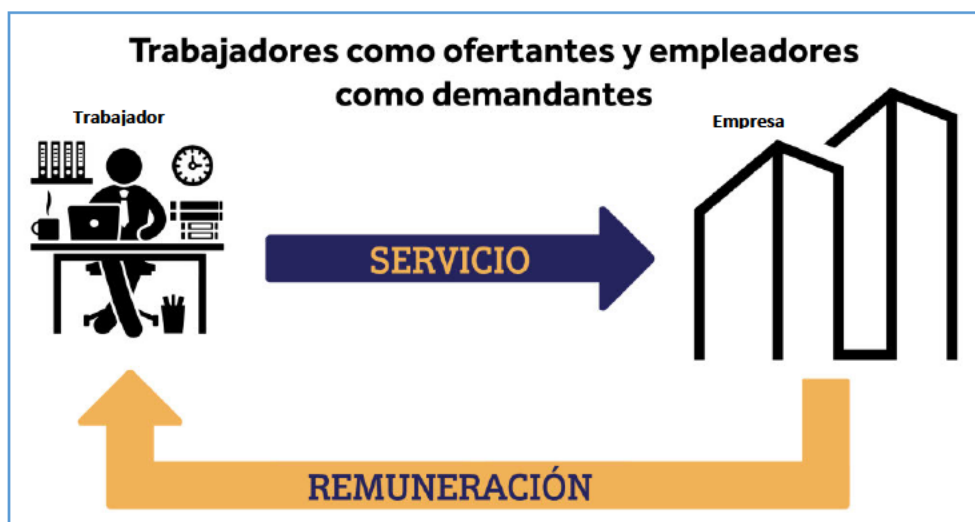 Trabajadores como ofertantes y empleadores
como demandantes
Trabajador
Empresa
SERVICIO
REMUNERACIÓN